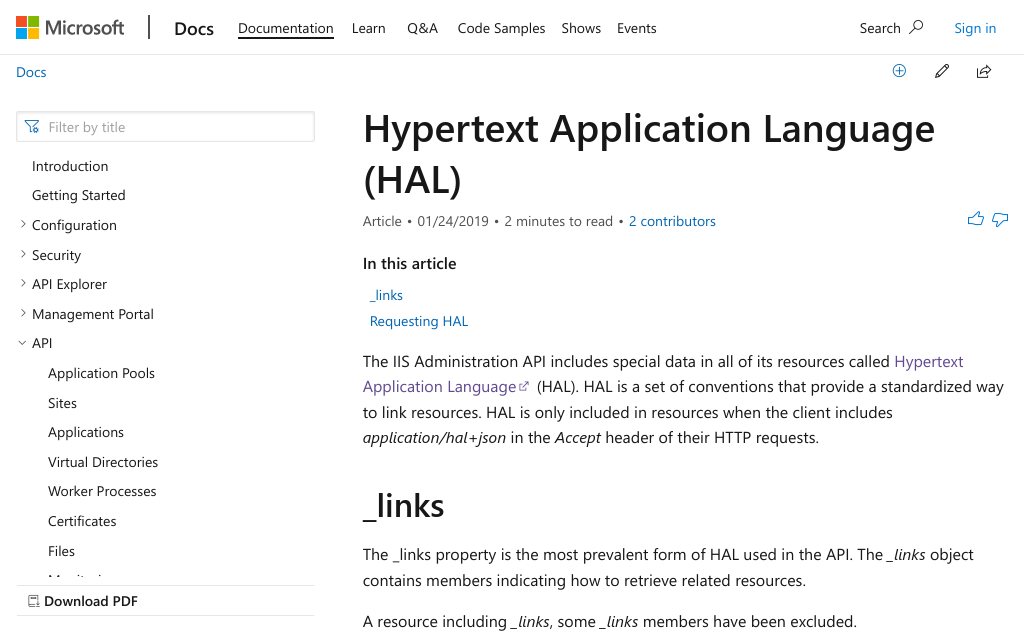 Microsoft Docs Documentation Learn Q&A Code Samples Shows Events Search Sign in
Docs
Filter by title
Introduction
Getting Started
Configuration
Security
API Explorer
Management Portal
API
Application Pools
Sites
Applications
Virtual Directories
Worker Processes
Certificates
Files
Download PDF
Hypertext Application Language
(HAL)
Article • 01/24/2019 • 2 minutes to read • 2 contributors
In this article
_links
Requesting HAL
The IIS Administration API includes special data in all of its resources called Hypertext
Application Language (HAL). HAL is a set of conventions that provide a standardized way
to link resources. HAL is only included in resources when the client includes
application/hal+json in the Accept header of their HTTP requests.
_links
The _links property is the most prevalent form of HAL used in the API. The _links object
contains members indicating how to retrieve related resources.
A resource including _links, some _links members have been excluded.